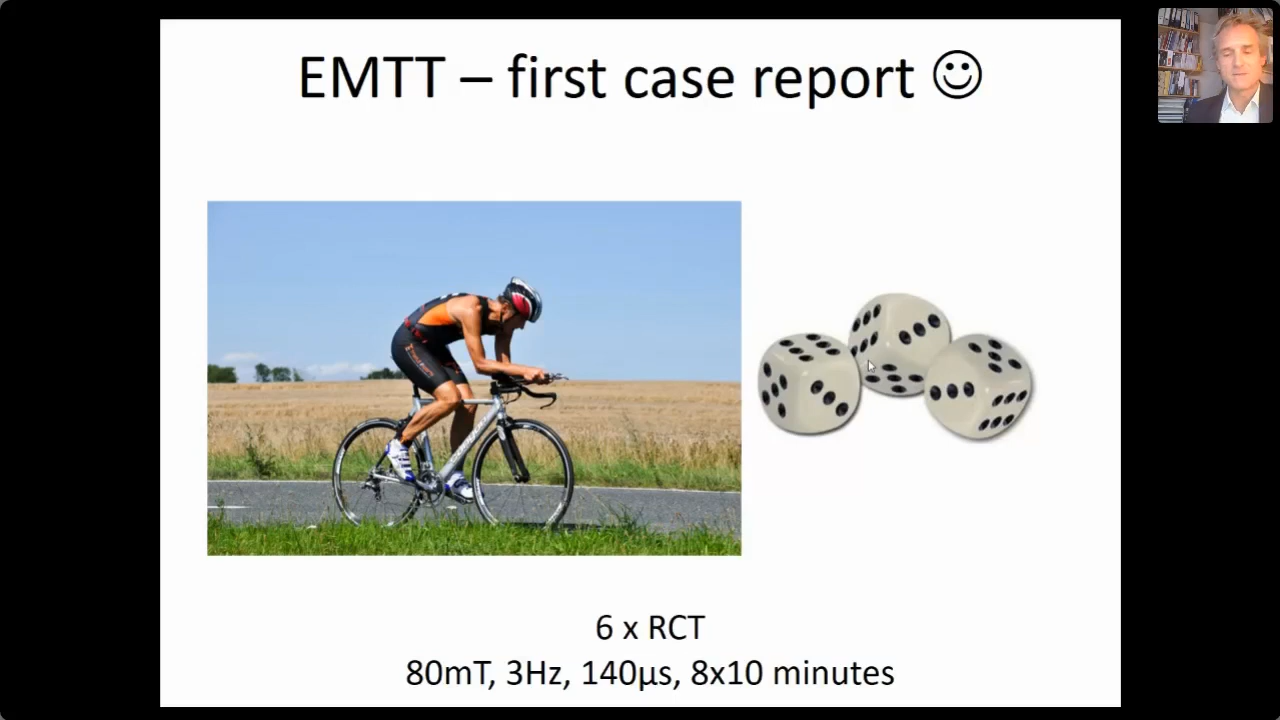 EMTT – first case report ☺
6 x RCT
80mT, 3Hz, 140µs, 8x10 minutes